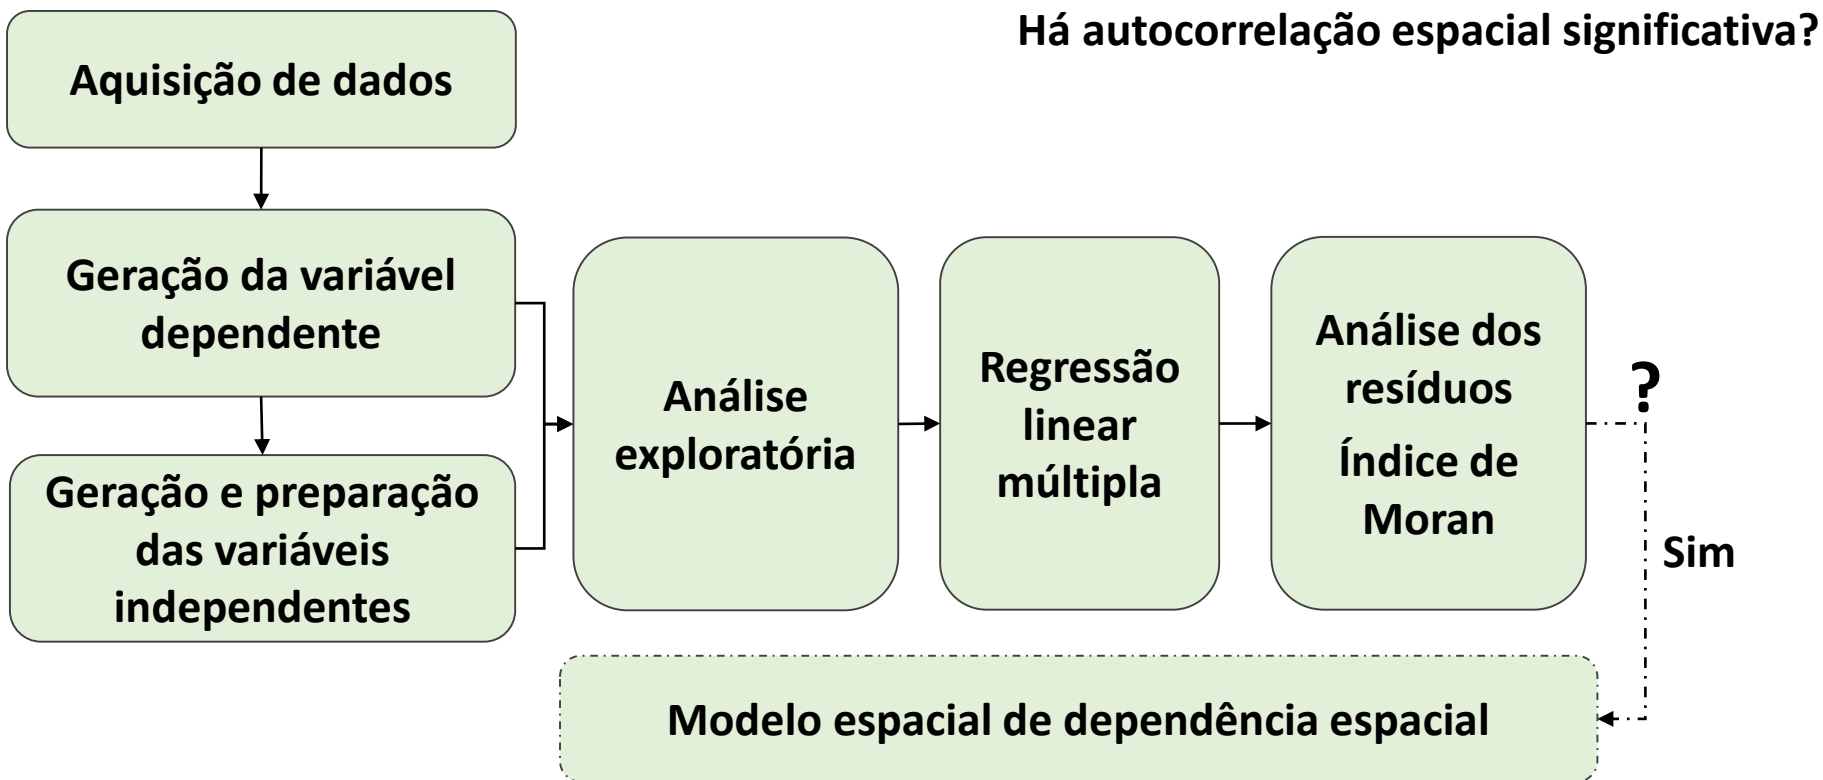 Há autocorrelação espacial significativa?
Aquisição de dados
Geração da variável
dependente
Geração e preparação
das variáveis
independentes
Análise
exploratória
Regressão
linear
múltipla
Análise dos
resíduos
Índice de
Moran
?
Sim
Modelo espacial de dependência espacial